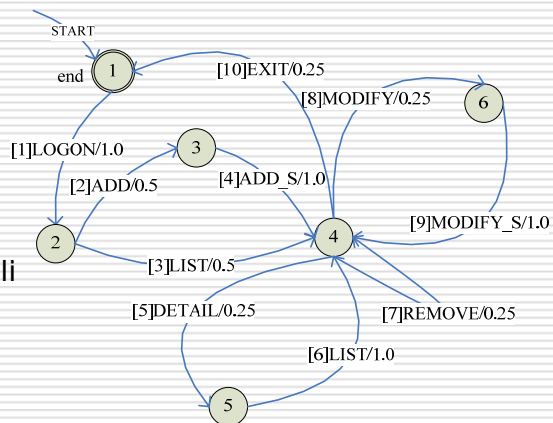 START
end
1
[10]EXIT/0.25
[8]MODIFY/0.25
6
[1]LOGON/1.0
3
[2]ADD/0.5
[4]ADD_S/1.0
[9]MODIFY_S/1.0
2
4
[3]LIST/0.5
li
[5]DETAIL/0.25
[7]REMOVE/0.25
[6]LIST/1.0
5